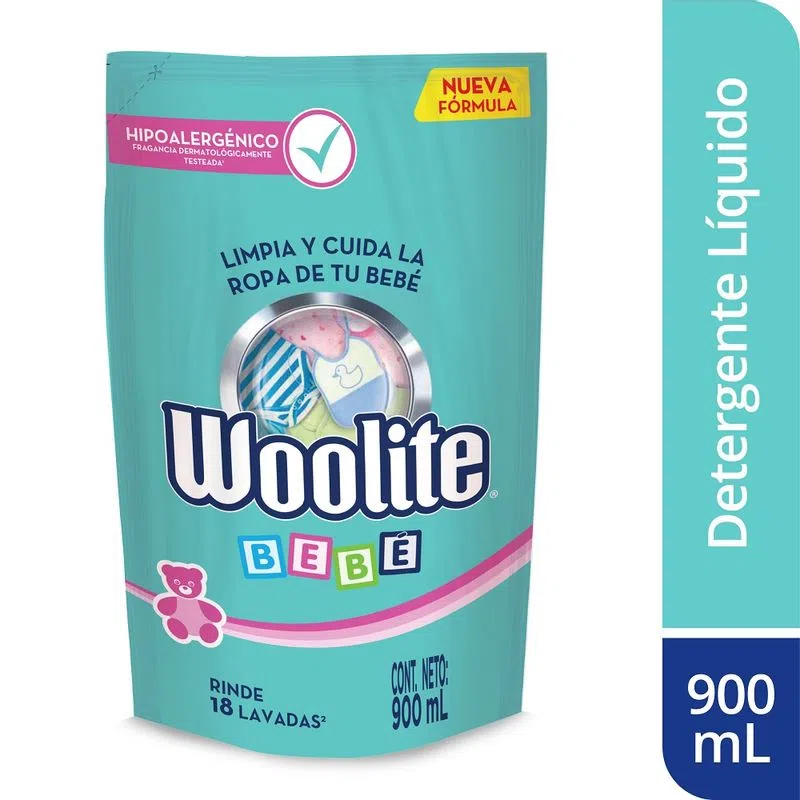 HIPOALERGÉNICO
FRAGANCIA DERMATOLÓGICAMENTE
TESTEADA¹
NUEVA
FÓRMULA
LIMPIA Y CUIDA LA
ROPA DE TU BEBÉ
Woolite®
BEBÉ
RINDE
18 LAVADAS²
CONT. NETO:
900 mL
Detergente Líquido
900
mL